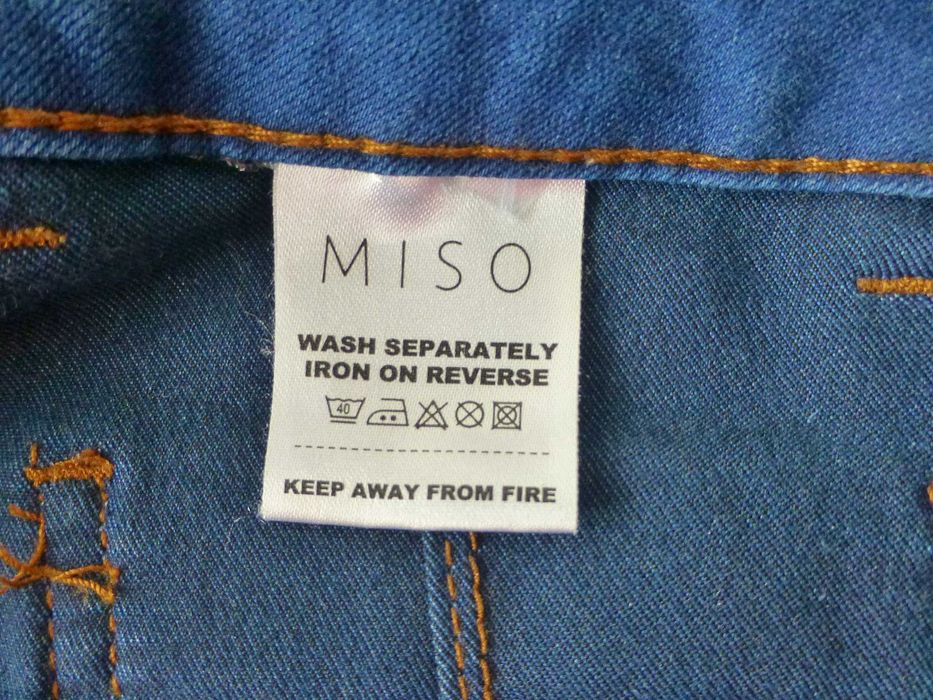 MISO
WASH SEPARATELY
IRON ON REVERSE
40
KEEP AWAY FROM FIRE